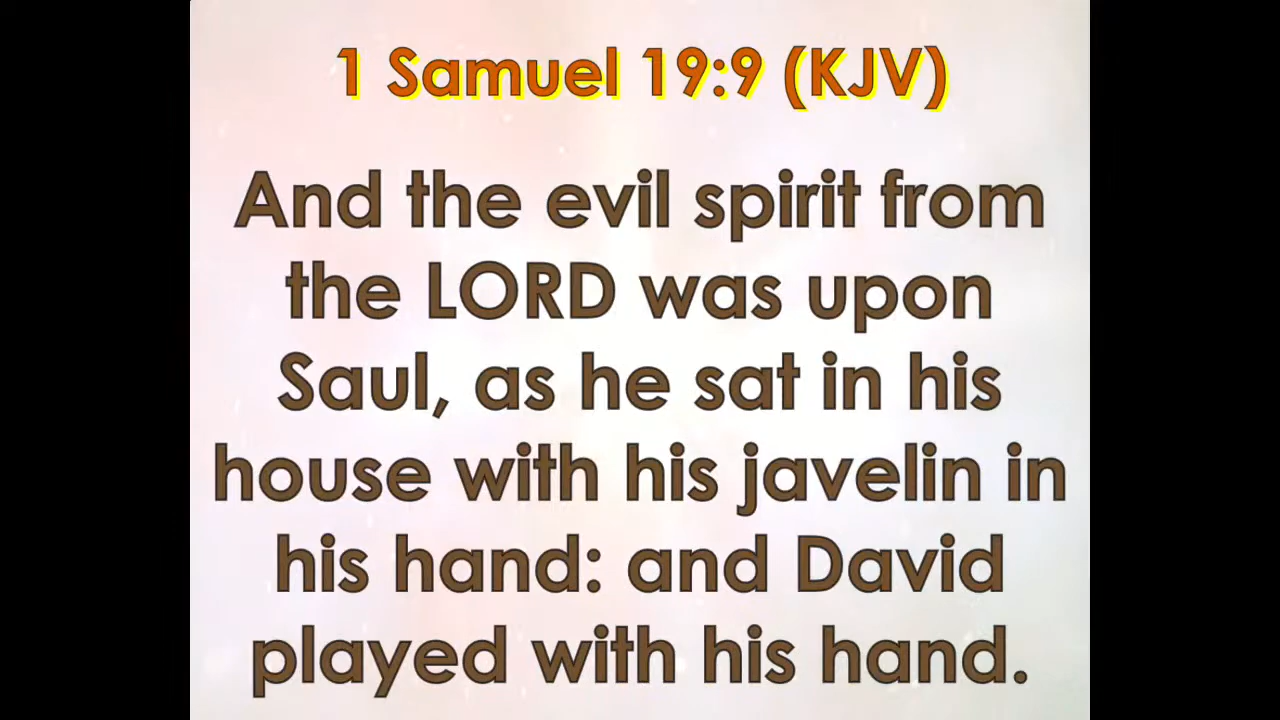 1 Samuel 19:9 (KJV)
And the evil spirit from
the LORD was upon
Saul, as he sat in his
house with his javelin in
his hand: and David
played with his hand.